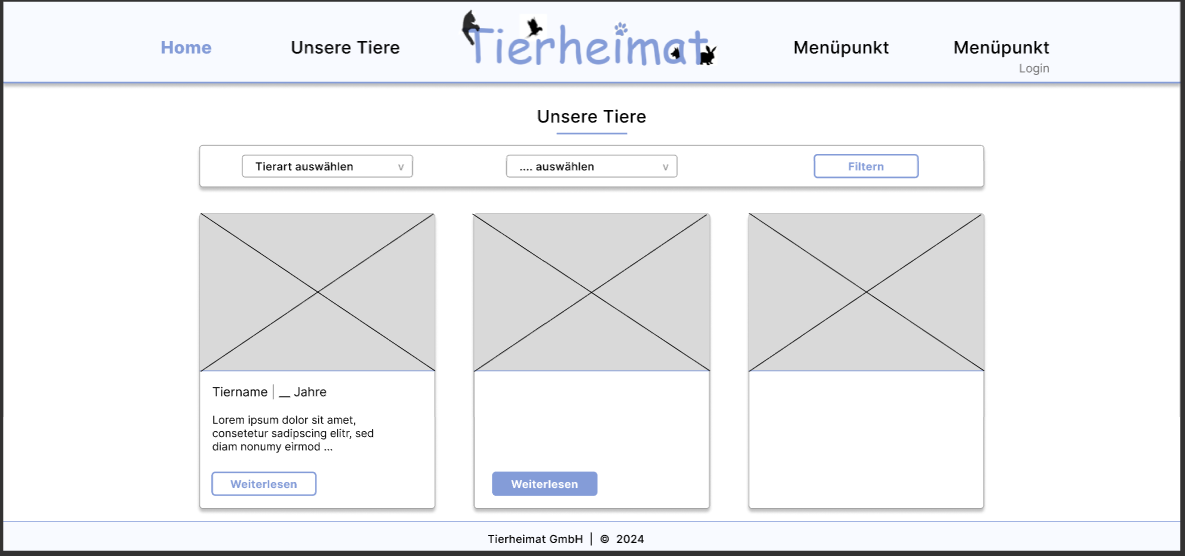 Home
Unsere Tiere
Tierheimat
Menüpunkt
Menüpunkt
Login
Unsere Tiere
Tierart auswählen v
.... auswählen v
Filtern
Tiername | __ Jahre
Lorem ipsum dolor sit amet,
consetetur sadipscing elitr, sed
diam nonumy eirmod ...
Weiterlesen
Weiterlesen
Tierheimat GmbH | © 2024